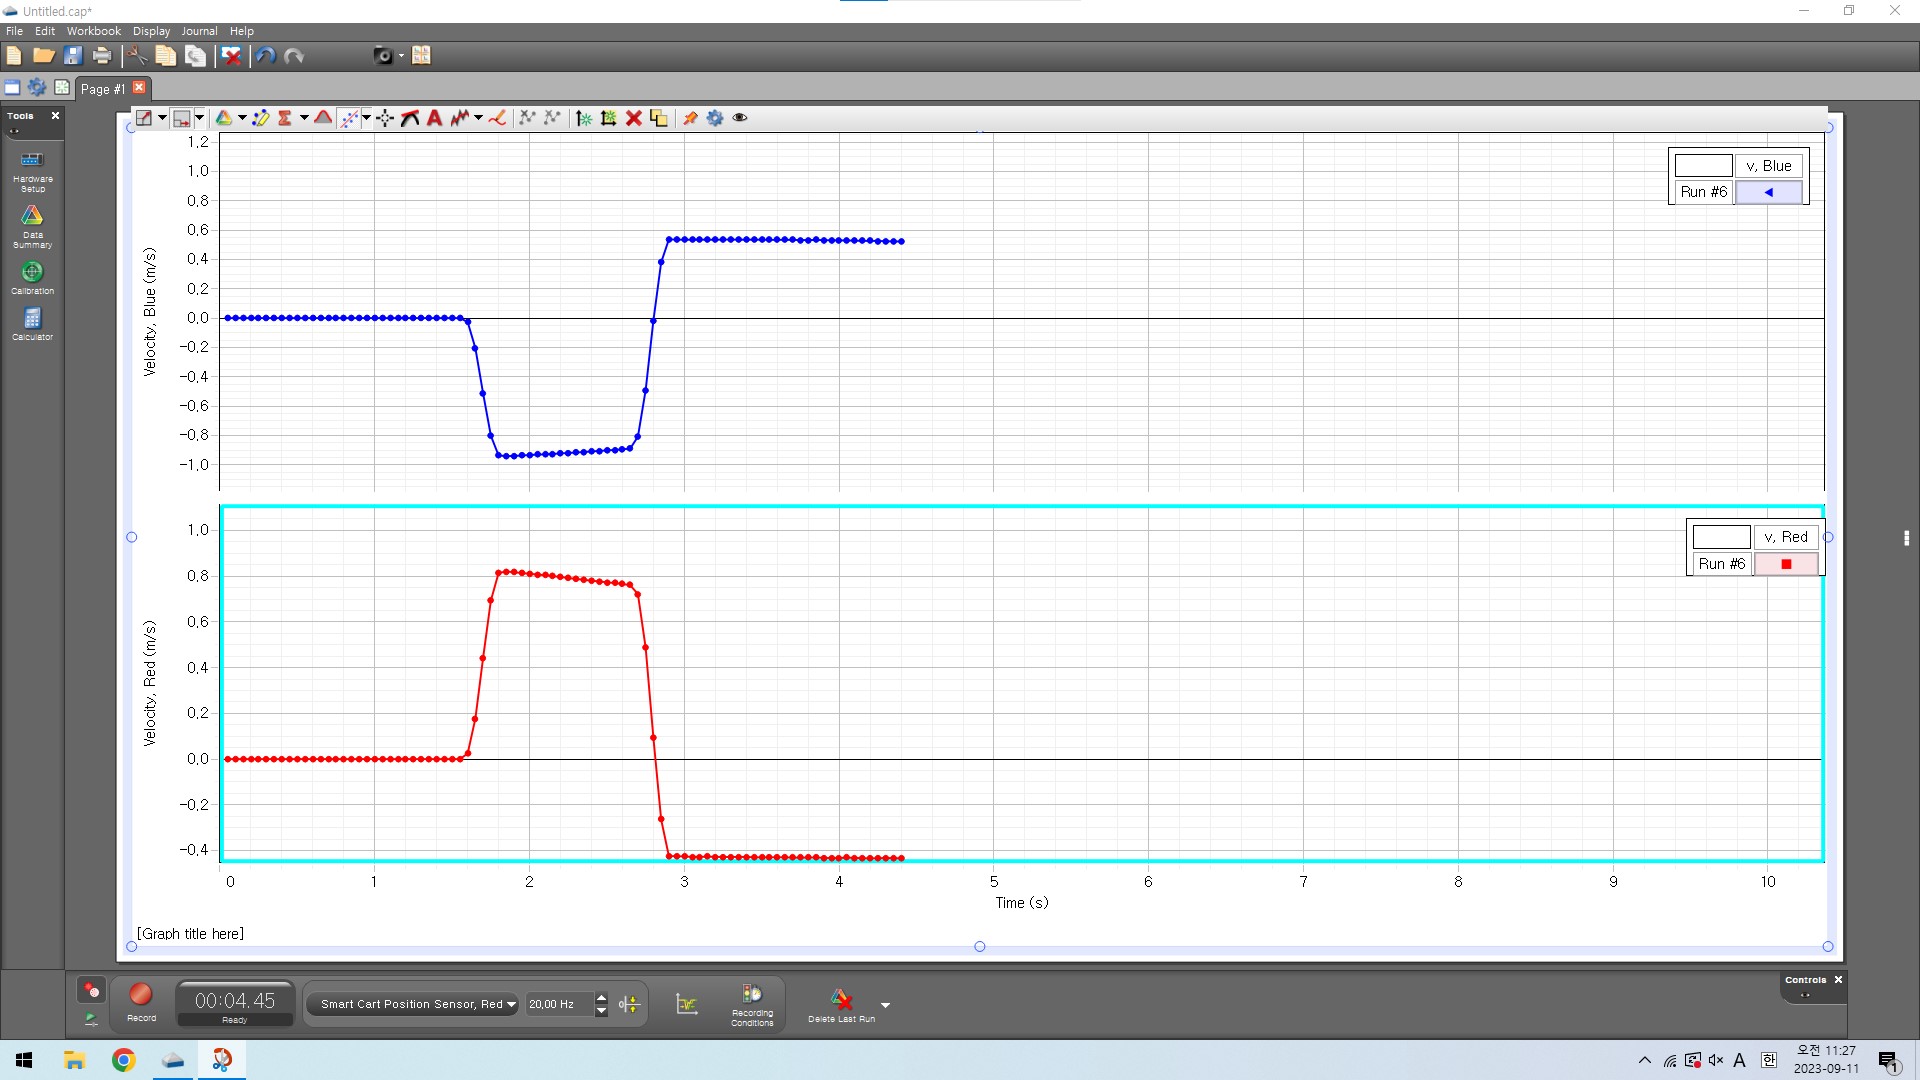 Untitled.cap*
File Edit Workbook Display Journal Help
Page #1
Tools
Hardware
Setup
Data
Summary
Calibration
Calculator
1,2
1,0
0,8
0,6
0,4
0,2
0,0
−0,2
−0,4
−0,6
−0,8
−1,0
Velocity, Blue (m/s)
v, Blue
Run #6
1,0
0,8
0,6
0,4
0,2
0,0
−0,2
−0,4
Velocity, Red (m/s)
v, Red
Run #6
0 1 2 3 4 5 6 7 8 9 10
Time (s)
[Graph title here]
Record
00:04.45
Ready
Smart Cart Position Sensor, Red
20,00 Hz
Recording
Conditions
Delete Last Run
Controls
A
한
오전 11:27
2023-09-11
1